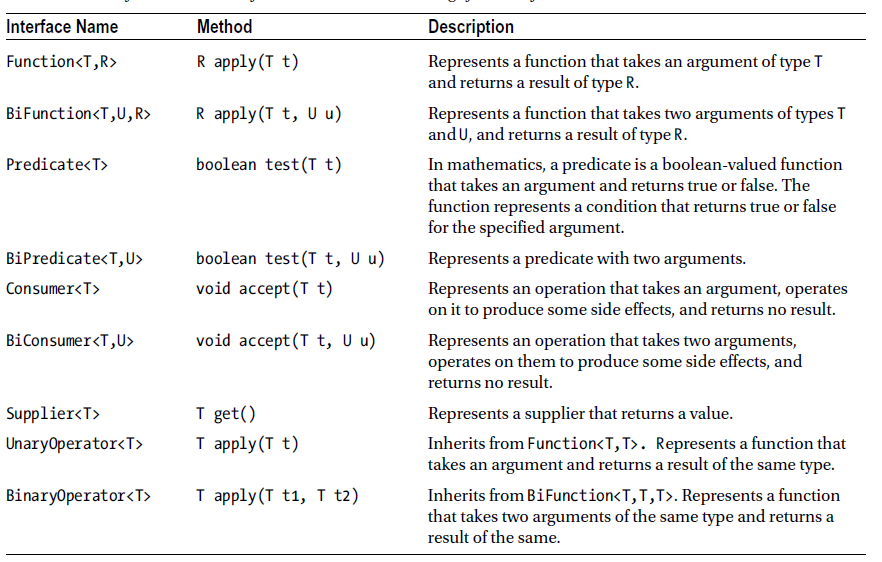 Interface Name Method Description
Function<T,R> R apply(T t) Represents a function that takes an argument of type T
and returns a result of type R.
BiFunction<T,U,R> R apply(T t, U u) Represents a function that takes two arguments of types T
and U, and returns a result of type R.
Predicate<T> boolean test(T t) In mathematics, a predicate is a boolean-valued function
that takes an argument and returns true or false. The
function represents a condition that returns true or false
for the specified argument.
BiPredicate<T,U> boolean test(T t, U u) Represents a predicate with two arguments.
Consumer<T> void accept(T t) Represents an operation that takes an argument, operates
on it to produce some side effects, and returns no result.
BiConsumer<T,U> void accept(T t, U u) Represents an operation that takes two arguments,
operates on them to produce some side effects, and
returns no result.
Supplier<T> T get() Represents a supplier that returns a value.
UnaryOperator<T> T apply(T t) Inherits from Function<T,T>. Represents a function that
takes an argument and returns a result of the same type.
BinaryOperator<T> T apply(T t1, T t2) Inherits from BiFunction<T,T,T>. Represents a function
that takes two arguments of the same type and returns a
result of the same.